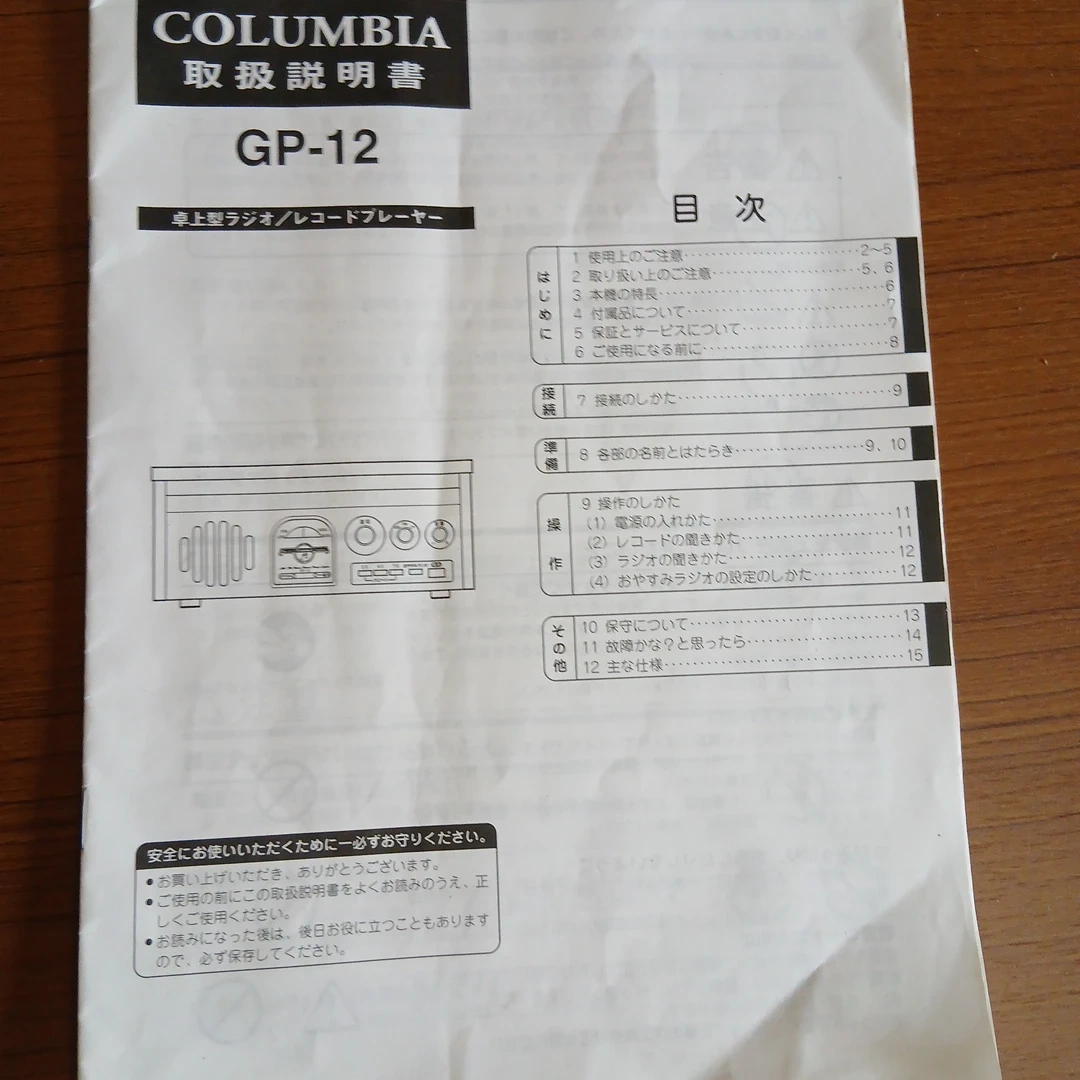 COLUMBIA
取扱説明書
GP-12
卓上型ラジオ／レコードプレーヤー
目次
はじめに
1 使用上のご注意…………………2〜5
2 取り扱い上のご注意…………………5、6
3 本機の特長…………………6
4 付属品について…………………7
5 保証とサービスについて…………………7
6 ご使用になる前に…………………8
接続
7 接続のしかた…………………9
準備
8 各部の名前とはたらき…………………9、10
操作
9 操作のしかた
（1）電源の入れかた…………………11
（2）レコードの聞きかた…………………11
（3）ラジオの聞きかた…………………12
（4）おやすみラジオの設定のしかた…………………12
その他
10 保守について…………………13
11 故障かな？と思ったら…………………14
12 主な仕様…………………15
安全にお使いいただくために一必ずお守りください。
●お買い上げいただき、ありがとうございます。
●ご使用の前にこの取扱説明書をよくお読みのうえ、正
しくご使用ください。
●お読みになった後は、後日お役に立つこともあります
ので、必ず保存してください。